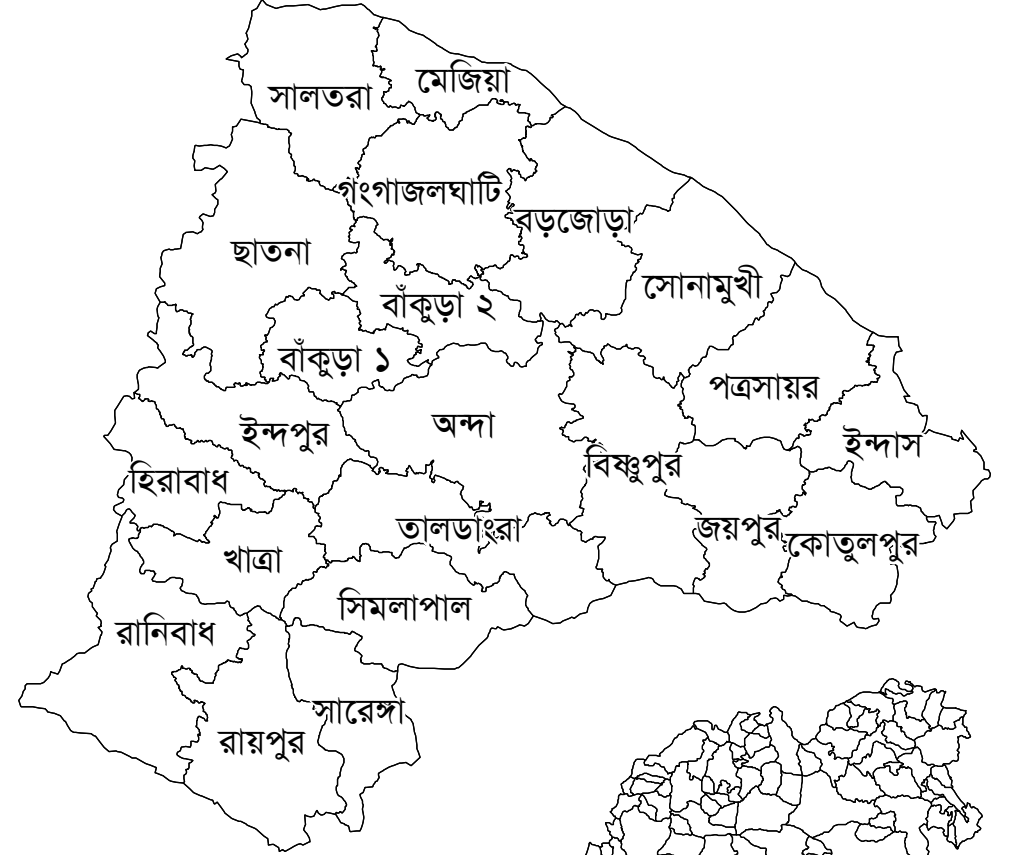 মেজিয়া
সালতরা
গংগাজলঘাটি
বড়জোড়া
ছাতনা
সোনামুখী
বাঁকুড়া ২
বাঁকুড়া ১
পত্রসায়র
অন্দা
ইন্দপুর
ইন্দাস
বিষ্ণুপুর
হিরাবাধ
তালডাংরা
জয়পুর
কোতুলপুর
খাত্রা
সিমলাপাল
রানিবাধ
সারেঙ্গা
রায়পুর